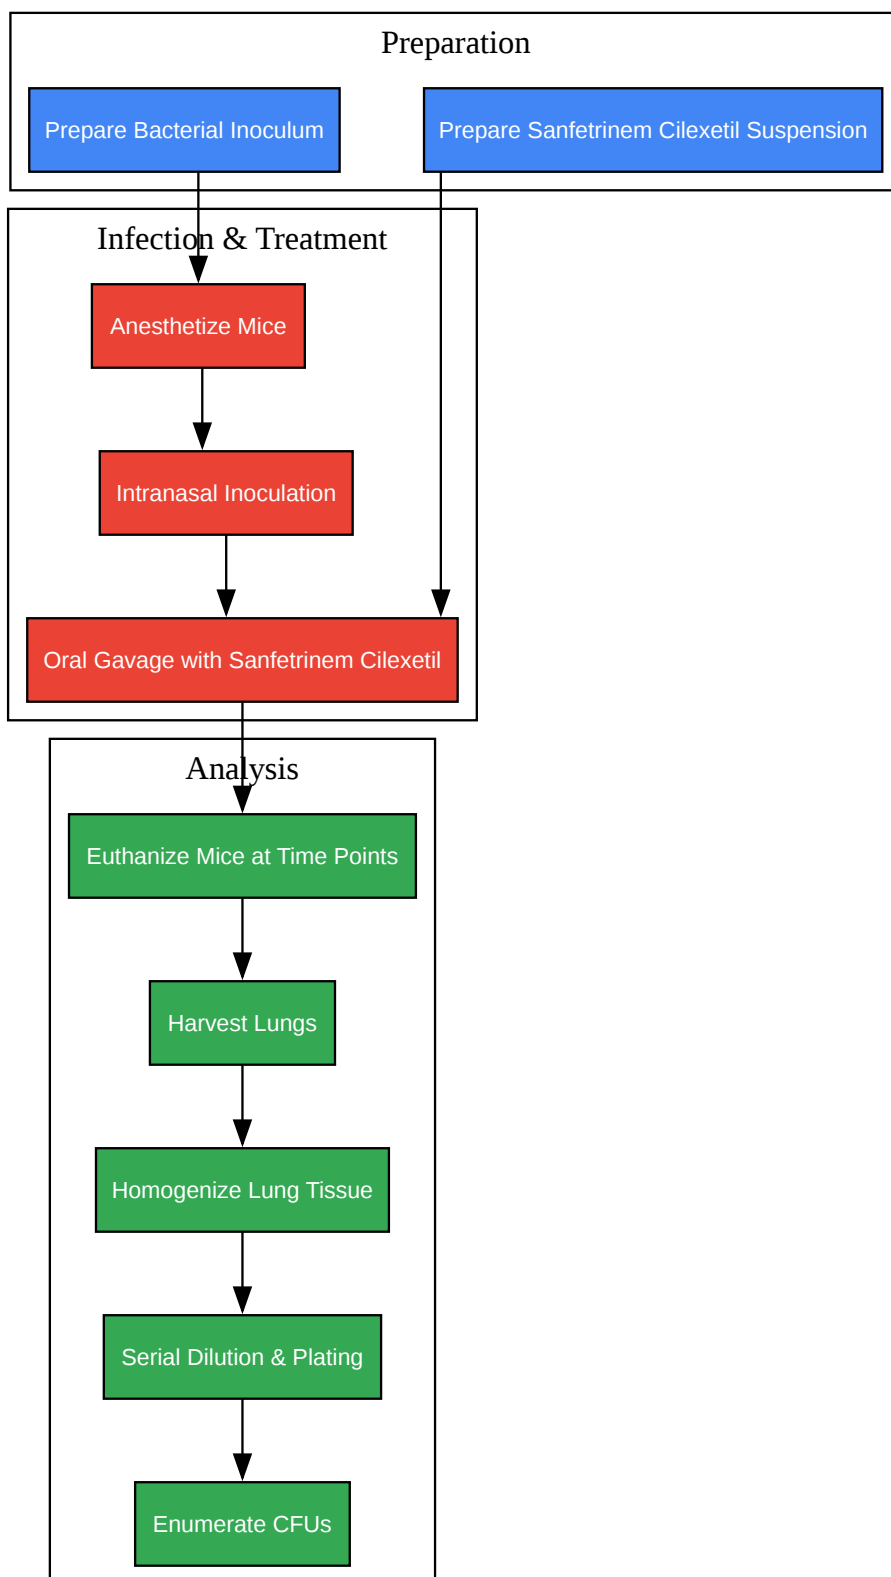 Preparation
Prepare Bacterial Inoculum
Prepare Sanfetrinem Cilexetil Suspension
Infection & Treatment
Anesthetize Mice
Intranasal Inoculation
Oral Gavage with Sanfetrinem Cilexetil
Analysis
Euthanize Mice at Time Points
Harvest Lungs
Homogenize Lung Tissue
Serial Dilution & Plating
Enumerate CFUs